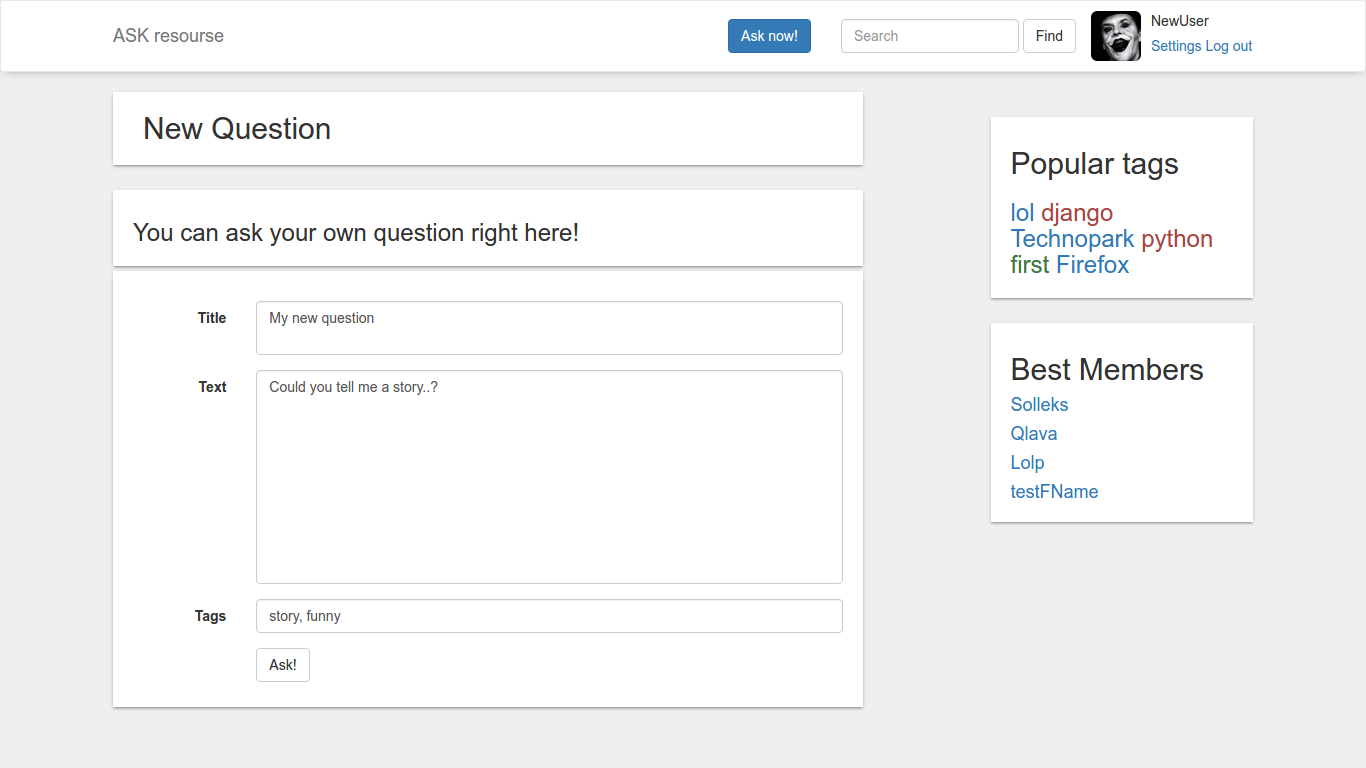 ASK resourse
Ask now!
Search
Find
NewUser
Settings Log out
New Question
You can ask your own question right here!
Title
My new question
Text
Could you tell me a story..?
Tags
story, funny
Ask!
Popular tags
lol django
Technopark python
first Firefox
Best Members
Solleks
Qlava
Lolp
testFName